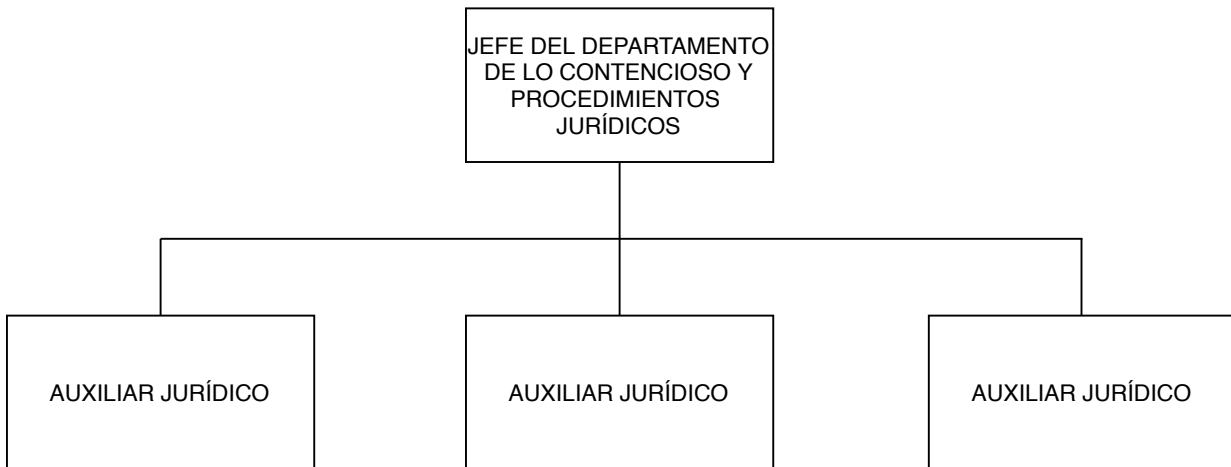 JEFE DEL DEPARTAMENTO
DE LO CONTENCIOSO Y
PROCEDIMIENTOS
JURÍDICOS
AUXILIAR JURÍDICO
AUXILIAR JURÍDICO
AUXILIAR JURÍDICO